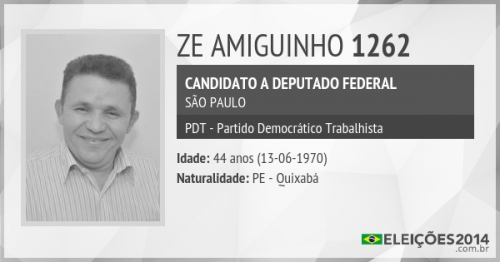 ZE AMIGUINHO 1262
CANDIDATO A DEPUTADO FEDERAL
SÃO PAULO
PDT - Partido Democrático Trabalhista
Idade: 44 anos (13-06-1970)
Naturalidade: PE - Quixabá
ELEIÇÕES2014
.com.br